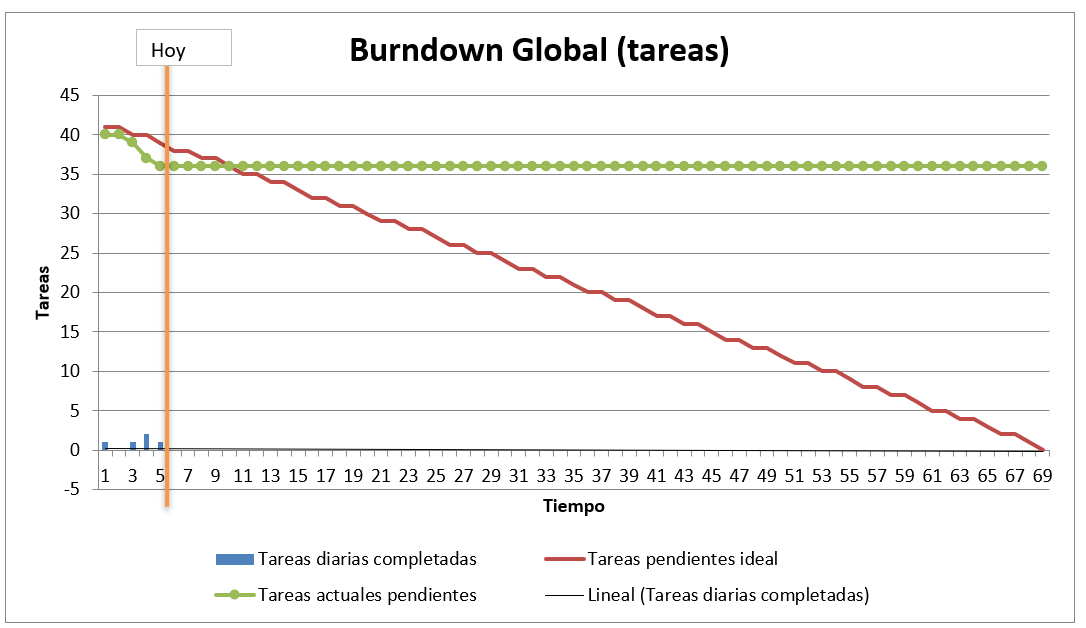 Hoy
Burndown Global (tareas)
45
40
35
30
25
20
15
10
5
0
-5
Tareas
1 3 5 7 9 11 13 15 17 19 21 23 25 27 29 31 33 35 37 39 41 43 45 47 49 51 53 55 57 59 61 63 65 67 69
Tiempo
Tareas diarias completadas Tareas pendientes ideal
Tareas actuales pendientes Lineal (Tareas diarias completadas)